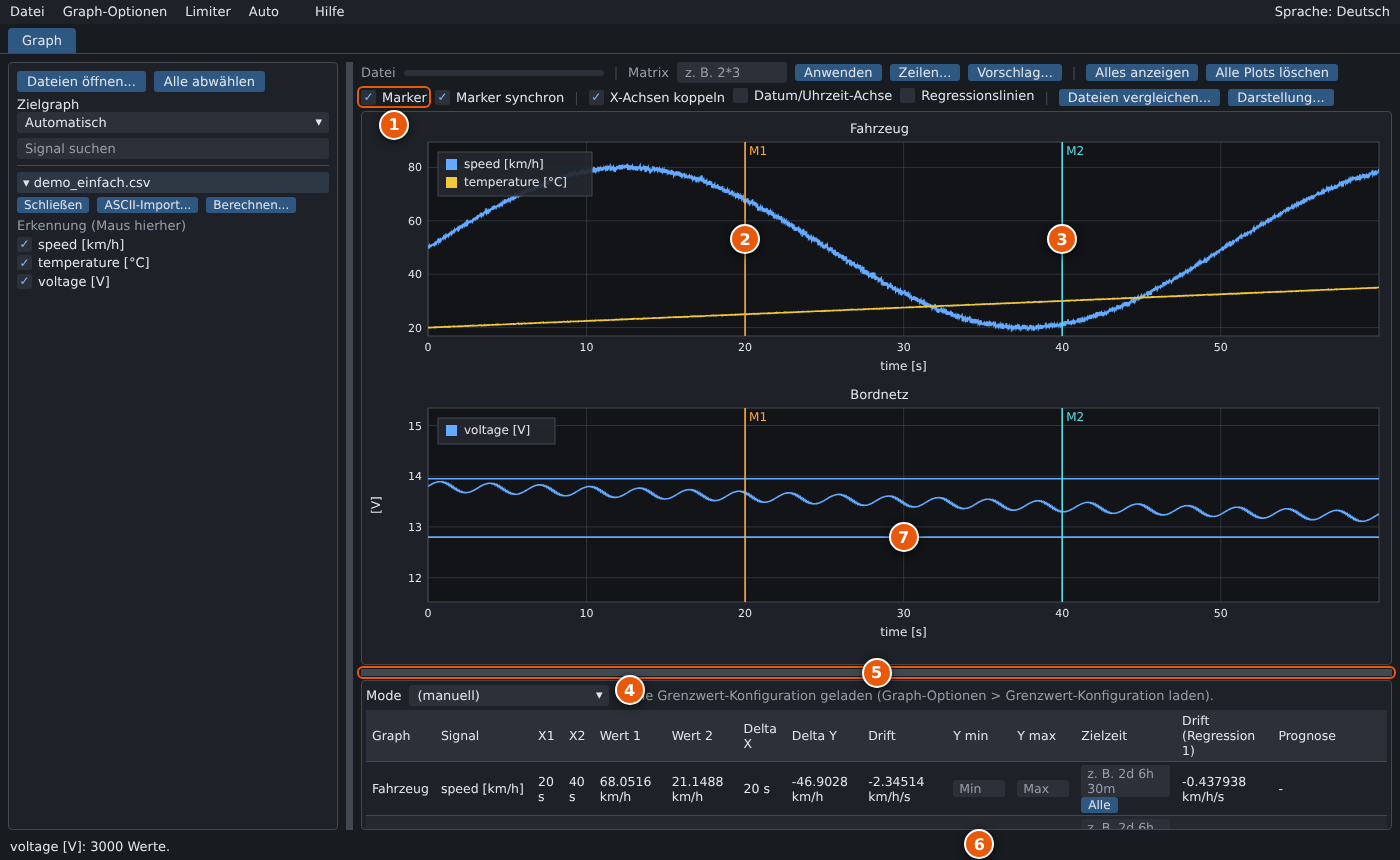 Datei Graph-Optionen Limiter Auto Hilfe Sprache: Deutsch
Graph
Dateien öffnen... Alle abwählen
Zielgraph
Automatisch
Signal suchen
demo_einfach.csv
Schließen ASCII-Import... Berechnen...
Erkennung (Maus hierher)
speed [km/h]
temperature [°C]
voltage [V]
Datei | Matrix z. B. 2*3 Anwenden Zeilen... Vorschlag... | Alles anzeigen Alle Plots löschen
Marker Marker synchron | X-Achsen koppeln Datum/Uhrzeit-Achse Regressionslinien | Dateien vergleichen... Darstellung...
1
Fahrzeug
M1 M2
speed [km/h]
temperature [°C]
80
60
40
20
2 3
0 10 20 30 40 50
time [s]
Bordnetz
M1 M2
voltage [V]
15
14
13
12
[V]
7
0 10 20 30 40 50
time [s]
5
Mode (manuell) 4 e Grenzwert-Konfiguration geladen (Graph-Optionen > Grenzwert-Konfiguration laden).
Graph Signal X1 X2 Wert 1 Wert 2 Delta X Delta Y Drift Y min Y max Zielzeit Drift (Regression 1) Prognose
Fahrzeug speed [km/h] 20 s 40 s 68.0516 km/h 21.1488 km/h 20 s -46.9028 km/h -2.34514 km/h/s Min Max z. B. 2d 6h 30m Alle -0.437938 km/h/s -
z. B. 2d 6h
6
voltage [V]: 3000 Werte.